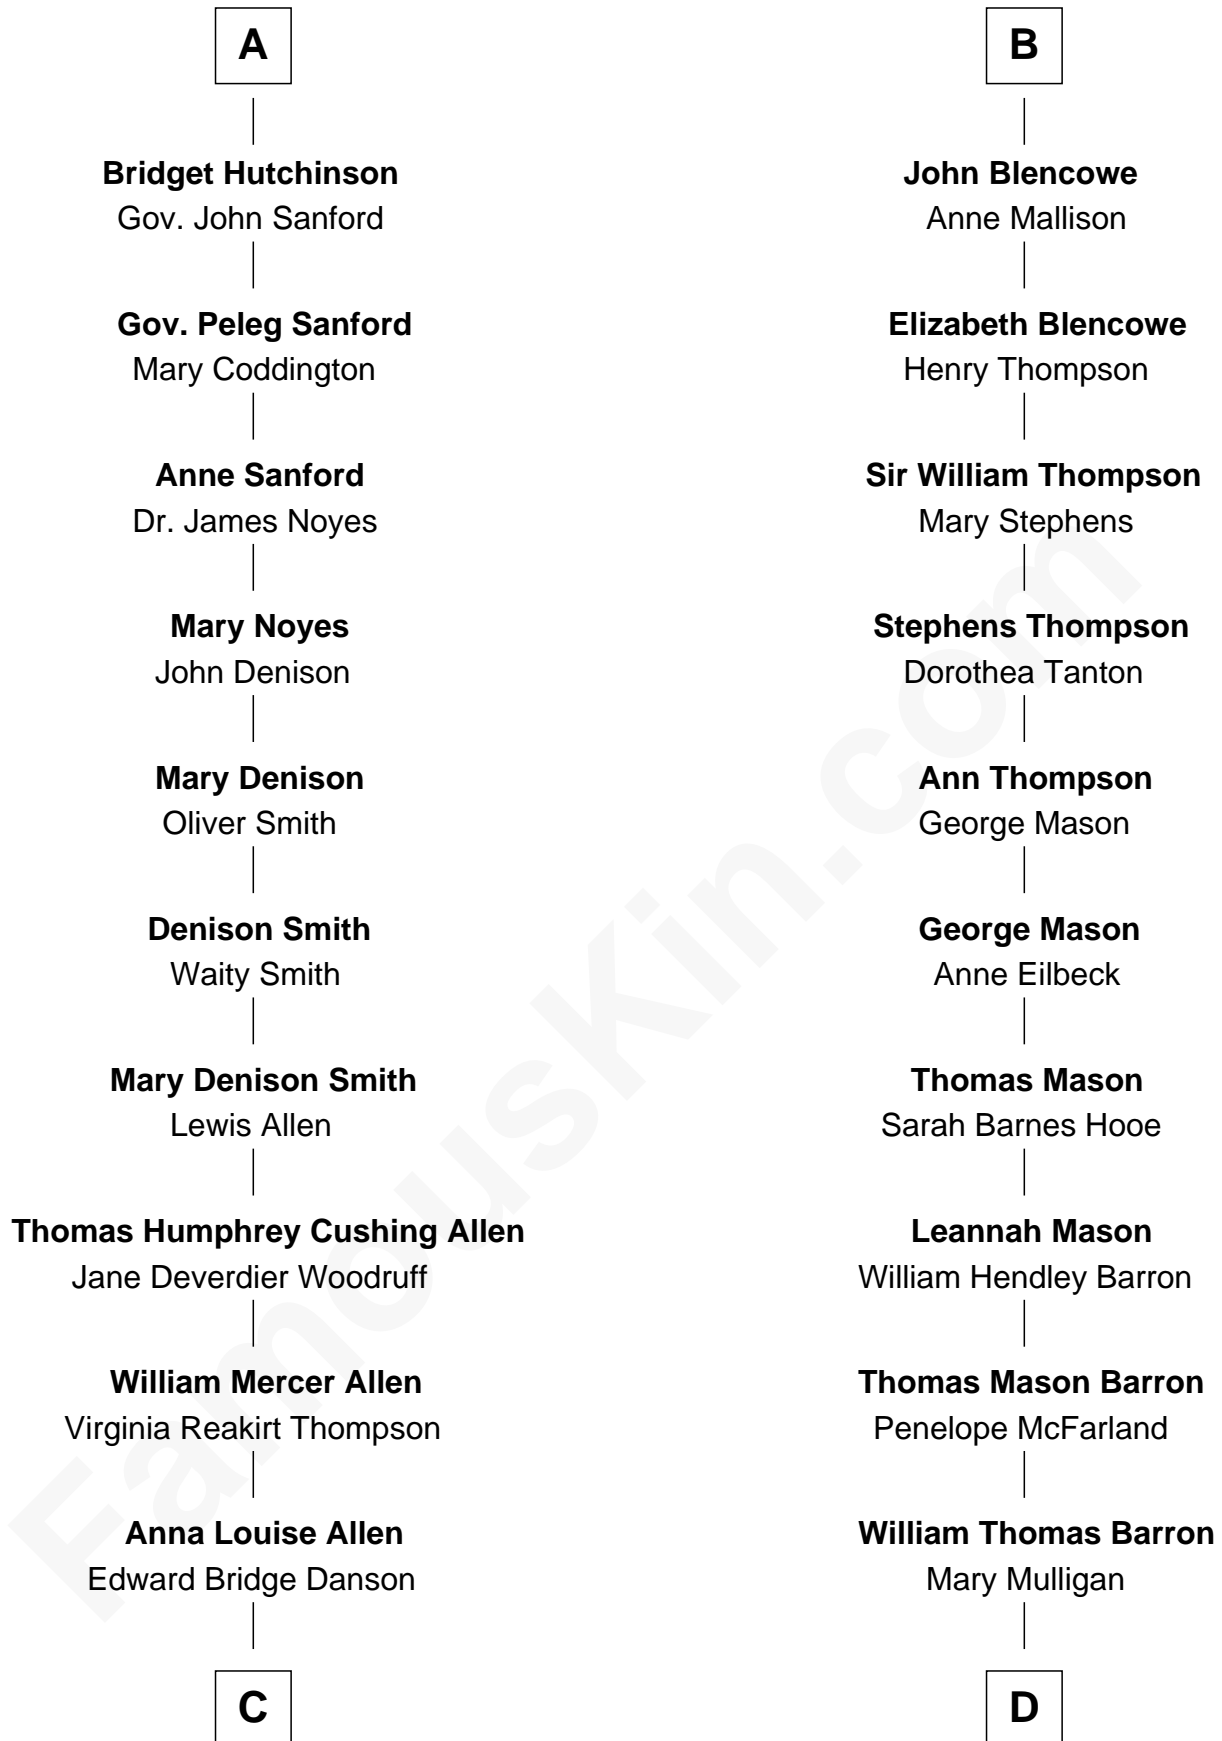 A
Bridget Hutchinson
Gov. John Sanford
Gov. Peleg Sanford
Mary Coddington
Anne Sanford
Dr. James Noyes
Mary Noyes
John Denison
Mary Denison
Oliver Smith
Denison Smith
Waity Smith
Mary Denison Smith
Lewis Allen
Thomas Humphrey Cushing Allen
Jane Deverdier Woodruff
William Mercer Allen
Virginia Reakirt Thompson
Anna Louise Allen
Edward Bridge Danson
C
B
John Blencowe
Anne Mallison
Elizabeth Blencowe
Henry Thompson
Sir William Thompson
Mary Stephens
Stephens Thompson
Dorothea Tanton
Ann Thompson
George Mason
George Mason
Anne Eilbeck
Thomas Mason
Sarah Barnes Hooe
Leannah Mason
William Hendley Barron
Thomas Mason Barron
Penelope McFarland
William Thomas Barron
Mary Mulligan
D
FamousKin.com